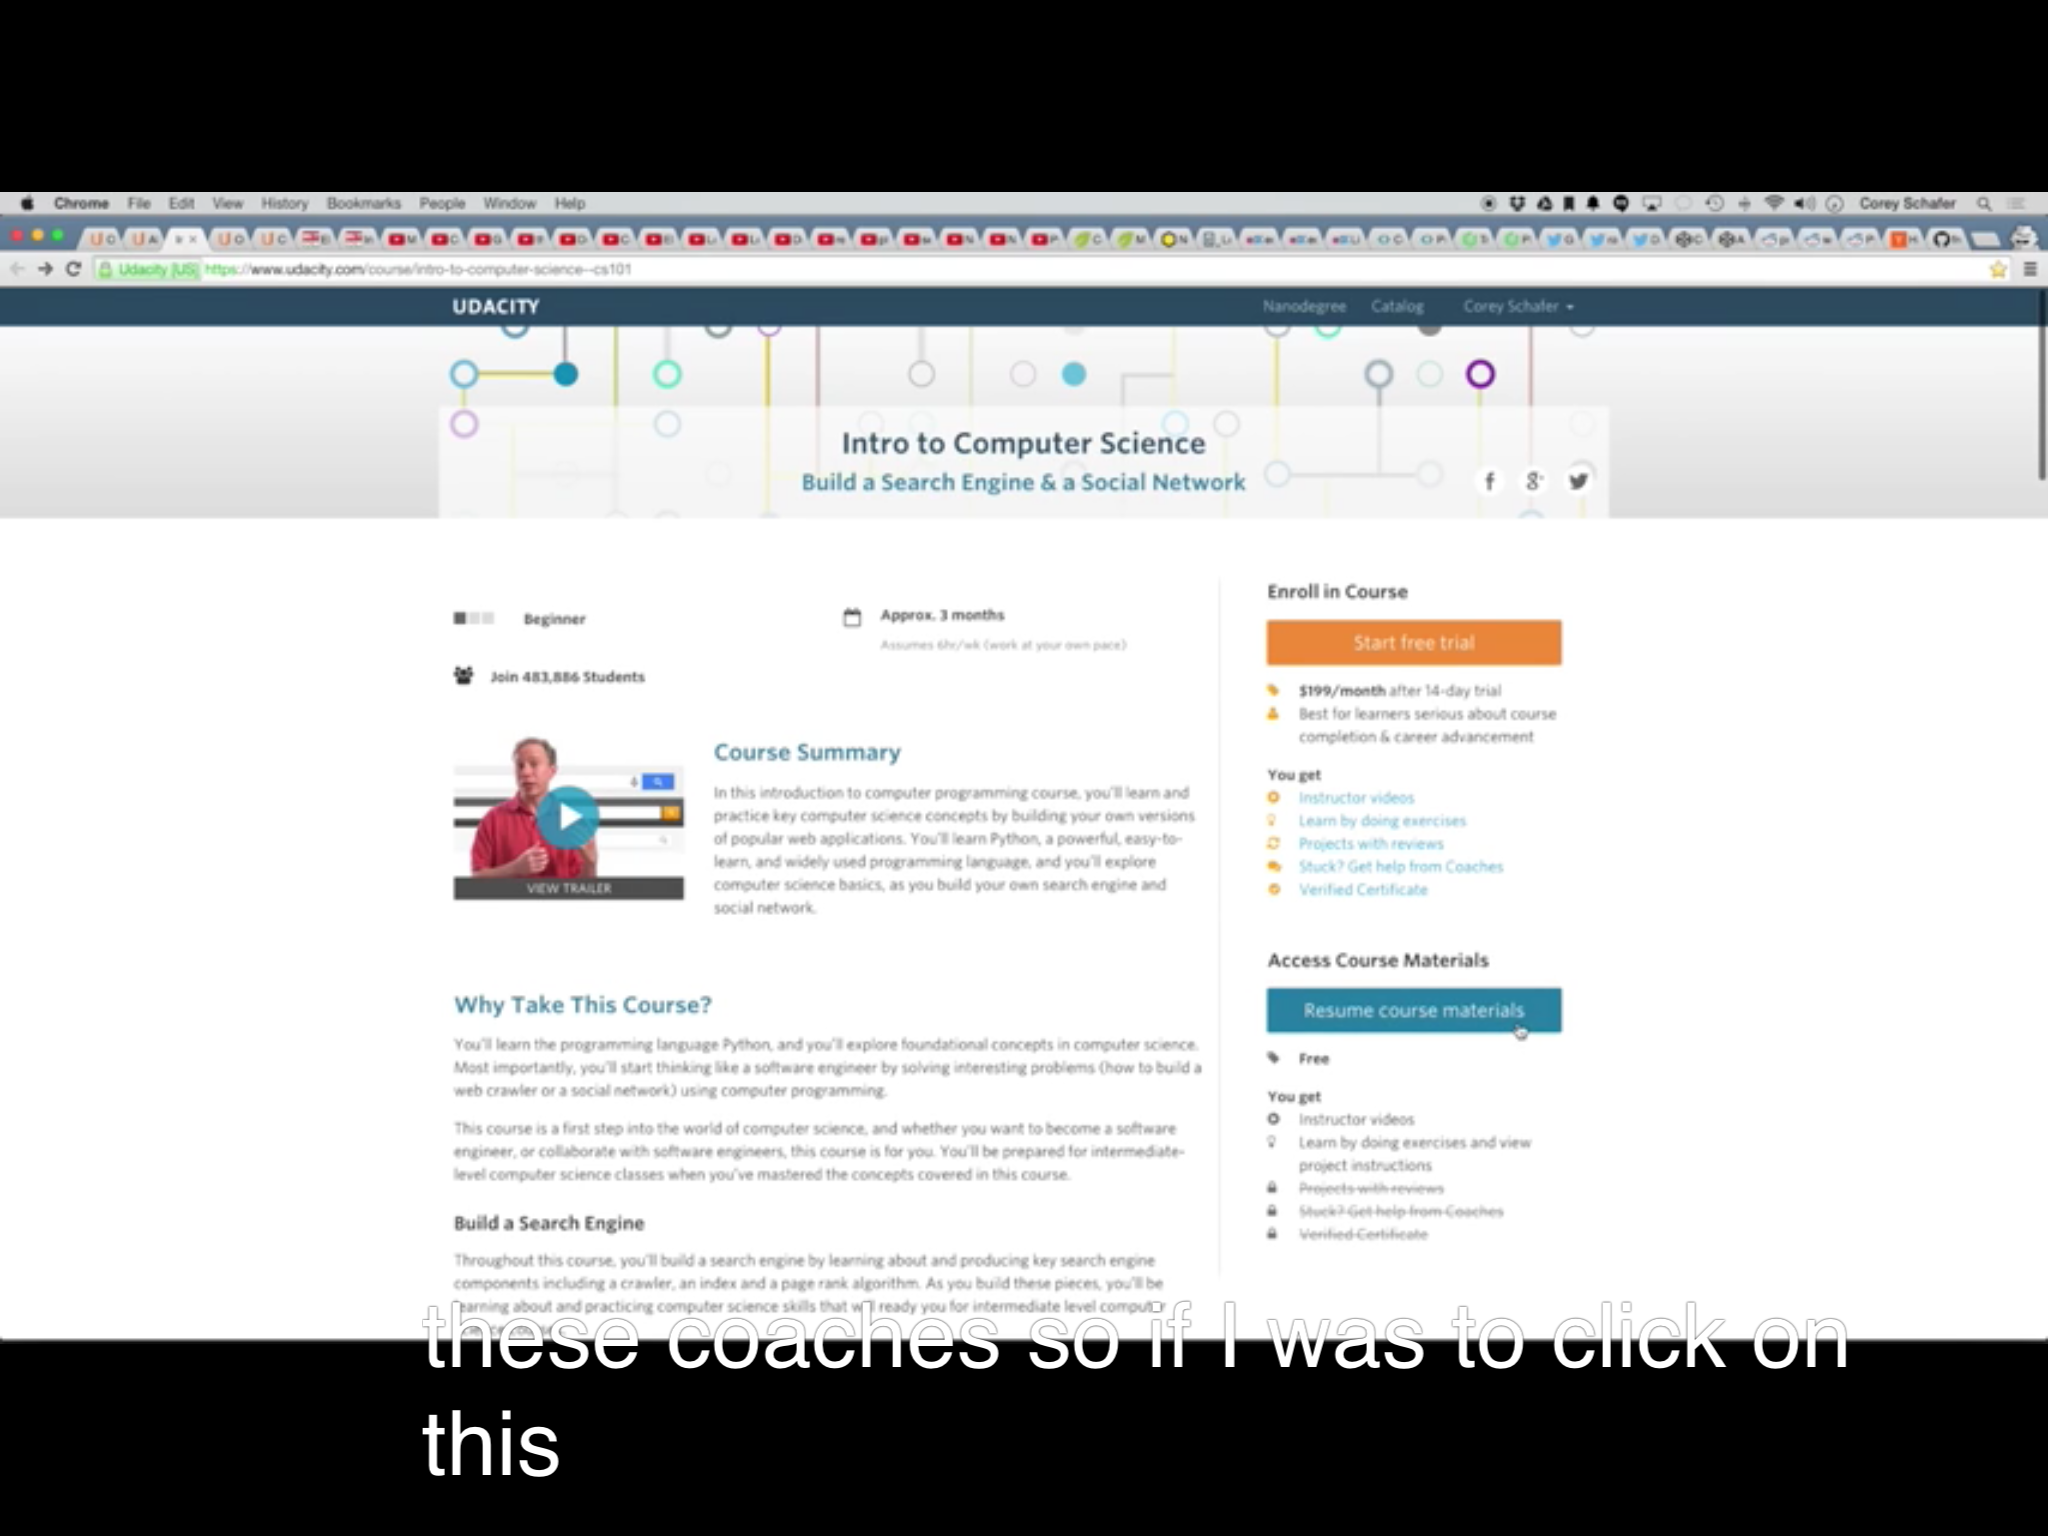 Chrome File Edit View History Bookmarks People Window Help
Corey Schafer
Udacity [US] https://www.udacity.com/course/intro-to-computer-science--cs101
UDACITY
Nanodegree Catalog Corey Schafer
Intro to Computer Science
Build a Search Engine & a Social Network
Beginner
Approx. 3 months
Assumes 6hr/wk (work at your own pace)
Join 483,886 Students
VIEW TRAILER
Course Summary
In this introduction to computer programming course, you'll learn and
practice key computer science concepts by building your own versions
of popular web applications. You'll learn Python, a powerful, easy-to-
learn, and widely used programming language, and you'll explore
computer science basics, as you build your own search engine and
social network.
Why Take This Course?
You'll learn the programming language Python, and you'll explore foundational concepts in computer science.
Most importantly, you'll start thinking like a software engineer by solving interesting problems (how to build a
web crawler or a social network) using computer programming.
This course is a first step into the world of computer science, and whether you want to become a software
engineer, or collaborate with software engineers, this course is for you. You'll be prepared for intermediate-
level computer science classes when you've mastered the concepts covered in this course.
Build a Search Engine
Throughout this course, you'll build a search engine by learning about and producing key search engine
components including a crawler, an index and a page rank algorithm. As you build these pieces, you'll be
learning about and practicing computer science skills that will ready you for intermediate level computer
Enroll in Course
Start free trial
$199/month after 14-day trial
Best for learners serious about course
completion & career advancement
You get
Instructor videos
Learn by doing exercises
Projects with reviews
Stuck? Get help from Coaches
Verified Certificate
Access Course Materials
Resume course materials
Free
You get
Instructor videos
Learn by doing exercises and view
project instructions
Projects with reviews
Stuck? Get help from Coaches
Verified Certificate
these coaches so if I was to click on
this